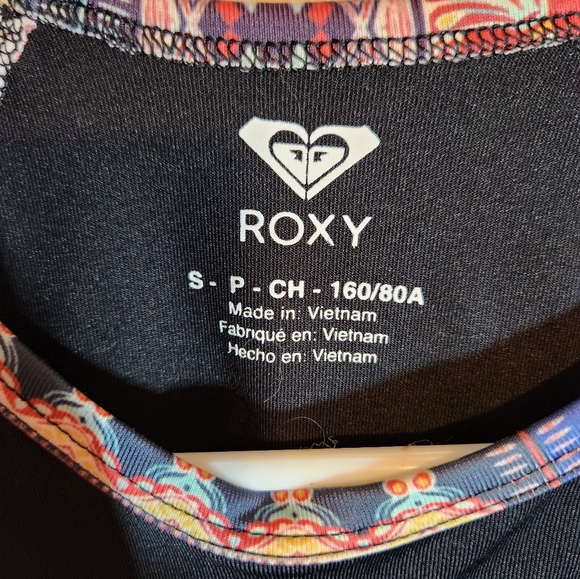 ROXY
S - P - CH - 160/80A
Made in: Vietnam
Fabriqué en: Vietnam
Hecho en: Vietnam